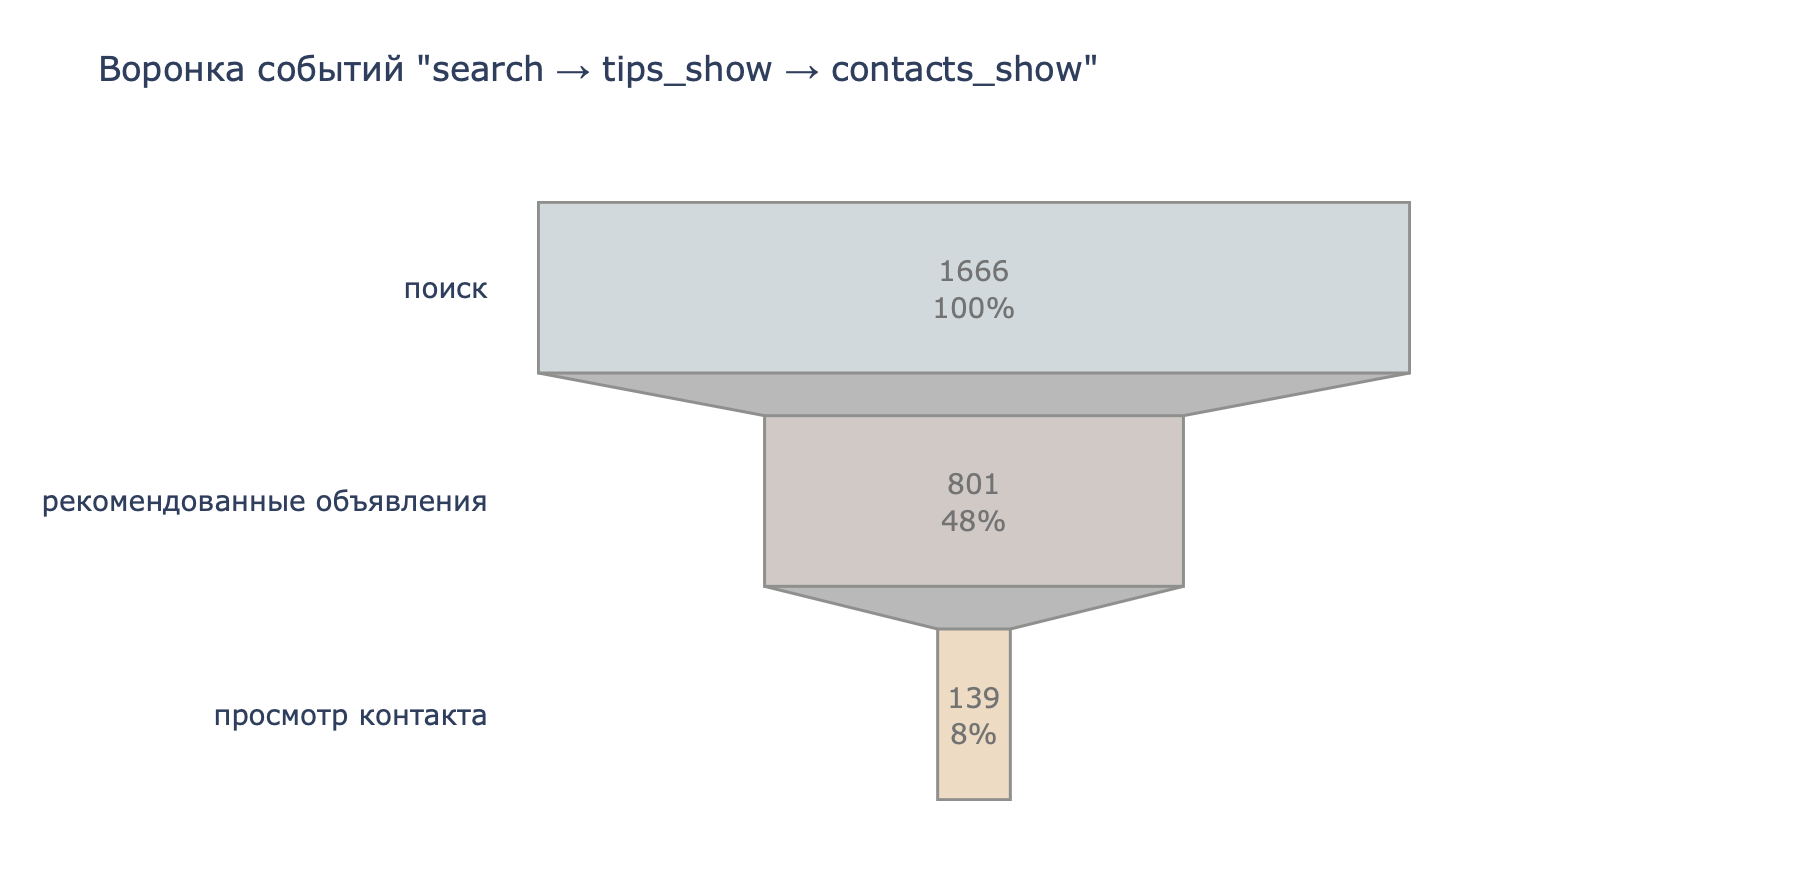 Воронка событий "search → tips_show → contacts_show"
поиск
1666
100%
рекомендованные объявления
801
48%
просмотр контакта
139
8%